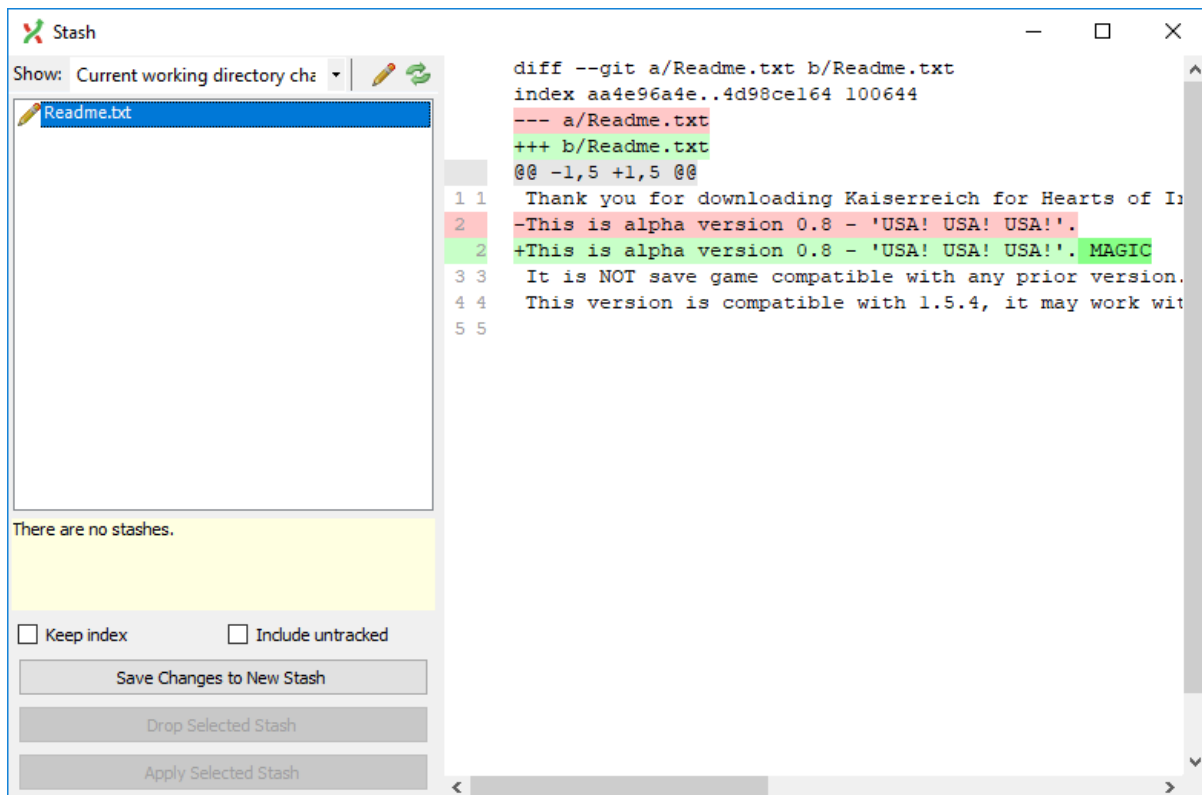 Stash
Show: Current working directory cha
Readme.txt
There are no stashes.
Keep index
Include untracked
Save Changes to New Stash
Drop Selected Stash
Apply Selected Stash
diff --git a/Readme.txt b/Readme.txt
index aa4e96a4e..4d98ce164 100644
--- a/Readme.txt
+++ b/Readme.txt
@@ -1,5 +1,5 @@
1 1 Thank you for downloading Kaiserreich for Hearts of
2 -This is alpha version 0.8 - 'USA! USA! USA!'.
2 +This is alpha version 0.8 - 'USA! USA! USA!'. MAGIC
3 3 It is NOT save game compatible with any prior version.
4 4 This version is compatible with 1.5.4, it may work wit
5 5